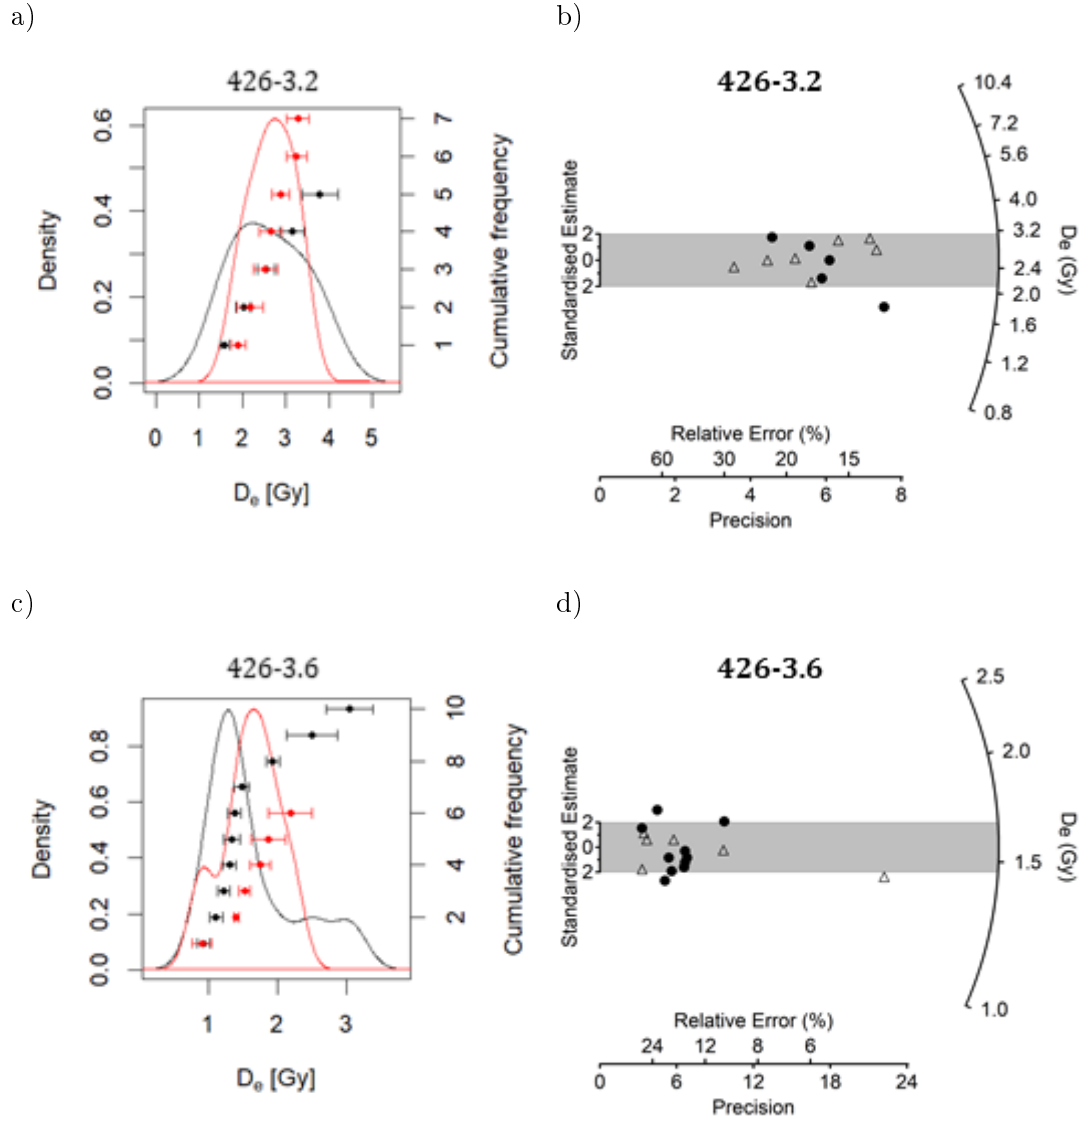 a)
426-3.2
Density
0.0 0.2 0.4 0.6
Cumulative frequency
1 2 3 4 5 6 7
0 1 2 3 4 5
De [Gy]
b)
426-3.2
Standardised Estimate
2
0
2
10.4
7.2
5.6
4.0
3.2
2.4
2.0
1.6
1.2
0.8
De (Gy)
Relative Error (%)
60 30 20 15
0 2 4 6 8
Precision
c)
426-3.6
Density
0.0 0.2 0.4 0.6 0.8
Cumulative frequency
2 4 6 8 10
1 2 3
De [Gy]
d)
426-3.6
Standardised Estimate
2
0
2
2.5
2.0
1.5
1.0
De (Gy)
Relative Error (%)
24 12 8 6
0 6 12 18 24
Precision